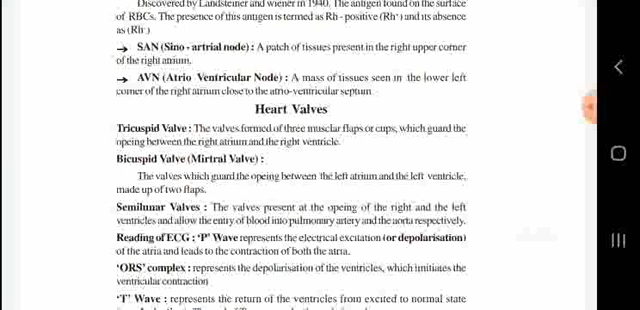 Discovered by Landsteiner and wiener in 1940. The antigen found on the surface
of RBCs. The presence of this antigen is termed as Rh - positive (Rh⁺) and its absence
as (Rh⁻)
→ SAN (Sino - artrial node) : A patch of tissues present in the right upper corner
of the right atrium.
→ AVN (Atrio Ventricular Node) : A mass of tissues seen in the lower left
corner of the right atrium close to the atrio-ventricular septum.
Heart Valves
Tricuspid Valve : The valves formed of three musclar flaps or cups, which guard the
opeing between the right atrium and the right ventricle.
Bicuspid Valve (Mirtral Valve) :
The valves which guard the opeing between the left atrium and the left ventricle,
made up of two flaps.
Semilunar Valves : The valves present at the opeing of the right and the left
ventricles and allow the entry of blood into pulmonary artery and the aorta respectively.
Reading of ECG : 'P' Wave represents the electrical excitation (or depolarisation)
of the atria and leads to the contraction of both the atria.
'QRS' complex : represents the depolarisation of the ventricles, which initiates the
ventricular contraction
'T' Wave : represents the return of the ventricles from excited to normal state